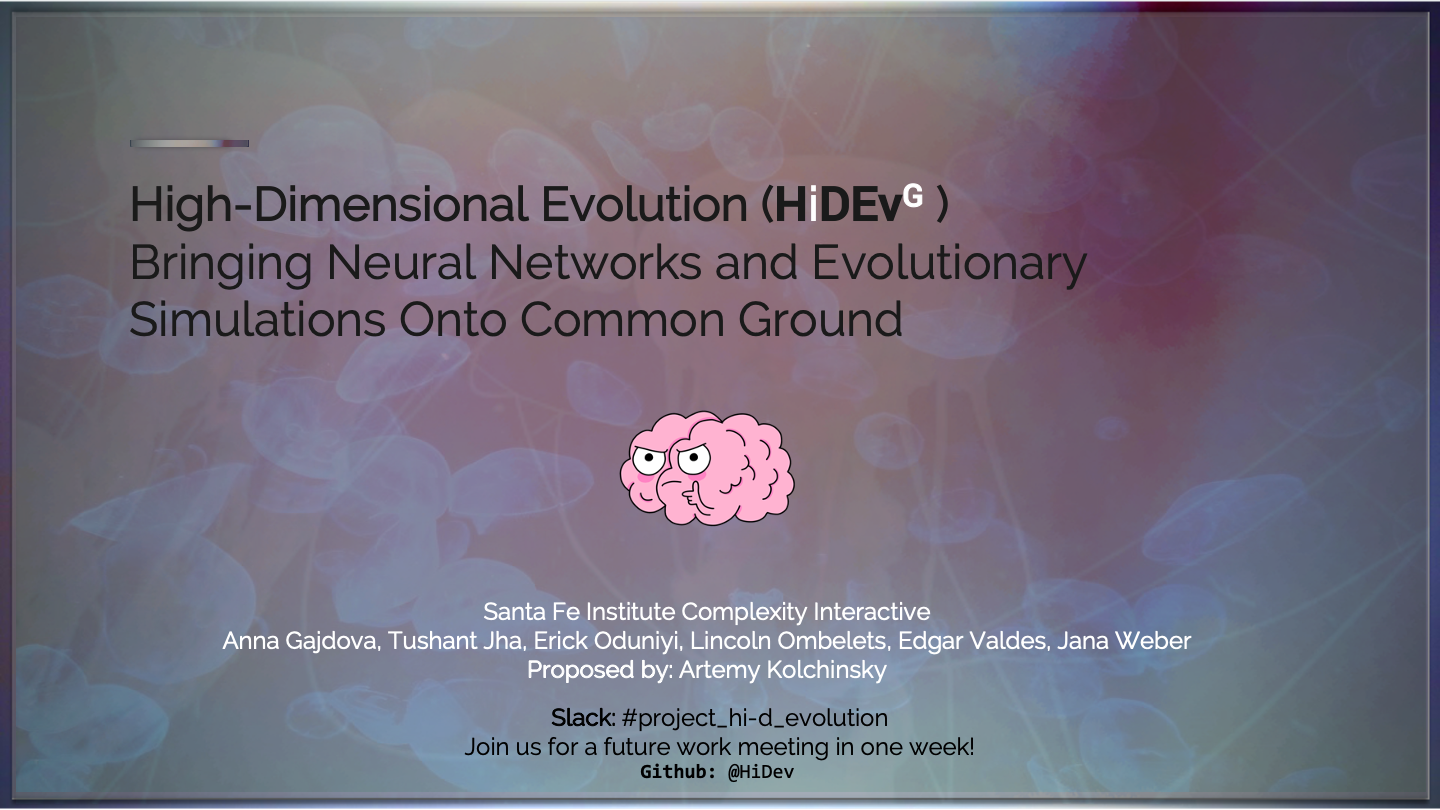 High-Dimensional Evolution (HiDEvG )
Bringing Neural Networks and Evolutionary
Simulations Onto Common Ground
Santa Fe Institute Complexity Interactive
Anna Gajdova, Tushant Jha, Erick Oduniyi, Lincoln Ombelets, Edgar Valdes, Jana Weber
Proposed by: Artemy Kolchinsky
Slack: #project_hi-d_evolution
Join us for a future work meeting in one week!
Github: @HiDev